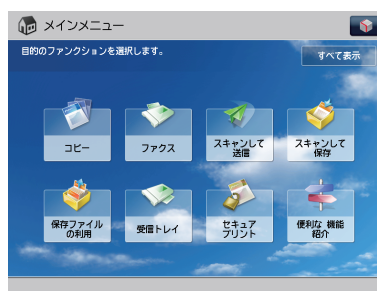 メインメニュー
目的のファンクションを選択します。
すべて表示
コピー
ファクス
スキャンして
送信
スキャンして
保存
保存ファイル
の利用
受信トレイ
セキュア
プリント
便利な 機能
紹介